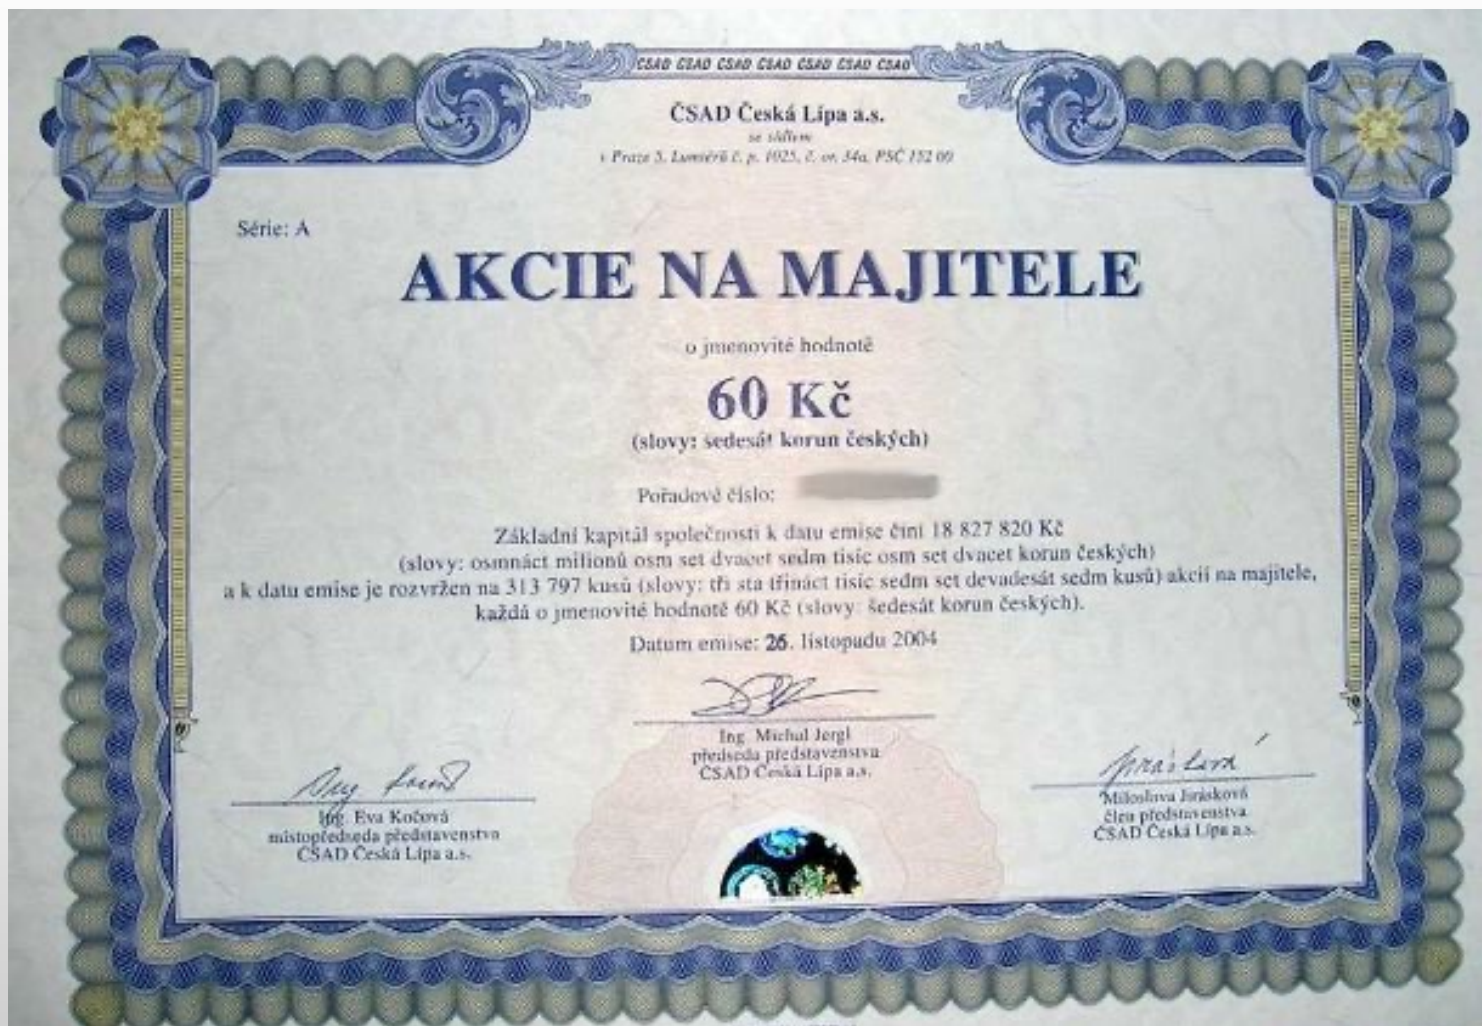 ČSAD ČSAD ČSAD ČSAD ČSAD ČSAD ČSAD
ČSAD Česká Lípa a.s.
se sídlem
v Praze 5, Lumiérů č. p. 1025, č. or. 34a, PSČ 152 00
Série: A
AKCIE NA MAJITELE
o jmenovité hodnotě
60 Kč
(slovy: šedesát korun českých)
Pořadové číslo:
Základní kapitál společnosti k datu emise činí 18 827 820 Kč
(slovy: osmnáct milionů osm set dvacet sedm tisíc osm set dvacet korun českých)
a k datu emise je rozvržen na 313 797 kusů (slovy: tři sta třináct tisíc sedm set devadesát sedm kusů) akcií na majitele,
každá o jmenovité hodnotě 60 Kč (slovy: šedesát korun českých).
Datum emise: 26. listopadu 2004
Ing. Michal Jergl
předseda představenstva
ČSAD Česká Lípa a.s.
Ing. Eva Kočová
místopředseda představenstva
ČSAD Česká Lípa a.s.
Miloslava Jirásková
člen představenstva
ČSAD Česká Lípa a.s.